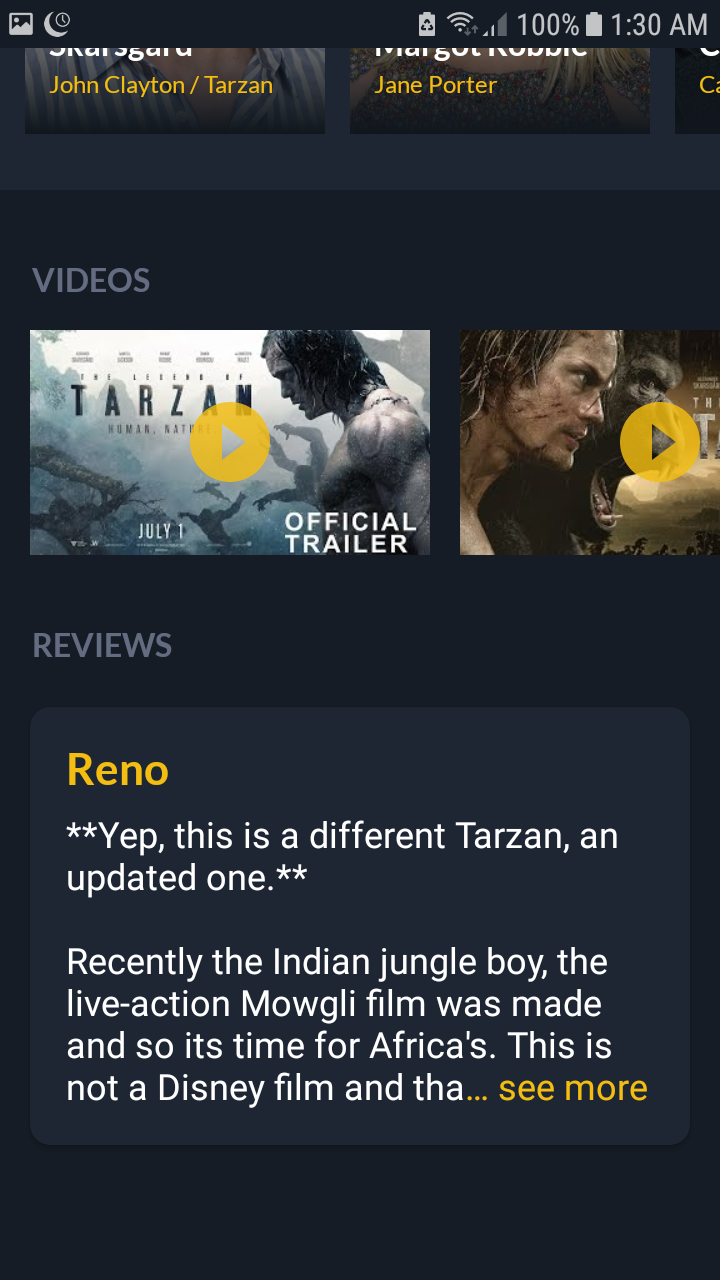 100% 1:30 AM
Skarsgård Margot Robbie
John Clayton / Tarzan Jane Porter Ca
VIDEOS
THE LEGEND OF
TARZAN
HUMAN. NATURE.
JULY 1
OFFICIAL
TRAILER
TH
T
REVIEWS
Reno
**Yep, this is a different Tarzan, an
updated one.**
Recently the Indian jungle boy, the
live-action Mowgli film was made
and so its time for Africa's. This is
not a Disney film and tha... see more